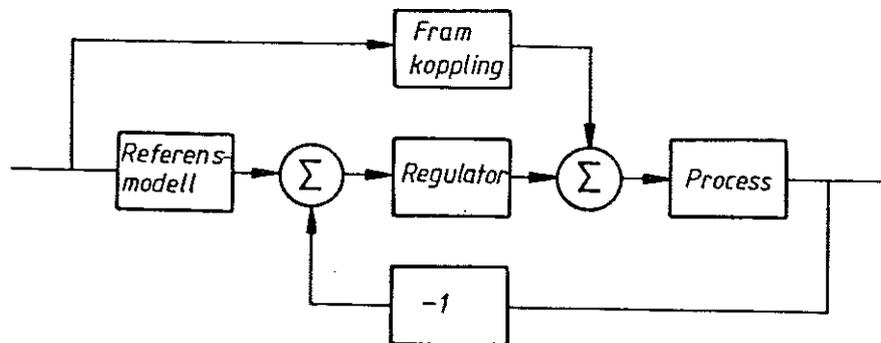 Fram
koppling
Referens-
modell
Σ
Regulator
Σ
Process
-1